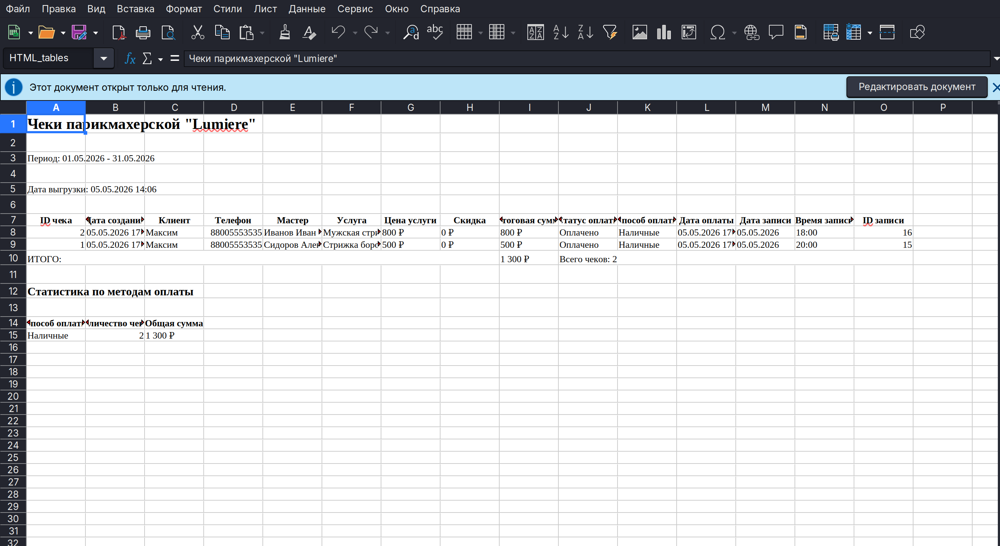 Файл Правка Вид Вставка Формат Стили Лист Данные Сервис Окно Справка
HTML_tables Чеки парикмахерской "Lumiere"
Этот документ открыт только для чтения. Редактировать документ
A B C D E F G H I J K L M N O P
1 Чеки парикмахерской "Lumiere"
2
3 Период: 01.05.2026 - 31.05.2026
4
5 Дата выгрузки: 05.05.2026 14:06
6
7 ID чека Дата создани Клиент Телефон Мастер Услуга Цена услуги Скидка тоговая сумм татус оплат пособ оплат Дата оплаты Дата записи Время записи ID записи
8 2 05.05.2026 17 Максим 88005553535 Иванов Иван Мужская стри 800 ₽ 0 ₽ 800 ₽ Оплачено Наличные 05.05.2026 17 05.05.2026 18:00 16
9 1 05.05.2026 17 Максим 88005553535 Сидоров Алек Стрижка боро 500 ₽ 0 ₽ 500 ₽ Оплачено Наличные 05.05.2026 17 05.05.2026 20:00 15
10 ИТОГО: 1 300 ₽ Всего чеков: 2
11
12 Статистика по методам оплаты
13
14 пособ оплат личество чек Общая сумма
15 Наличные 2 1 300 ₽
16
17
18
19
20
21
22
23
24
25
26
27
28
29
30
31
32